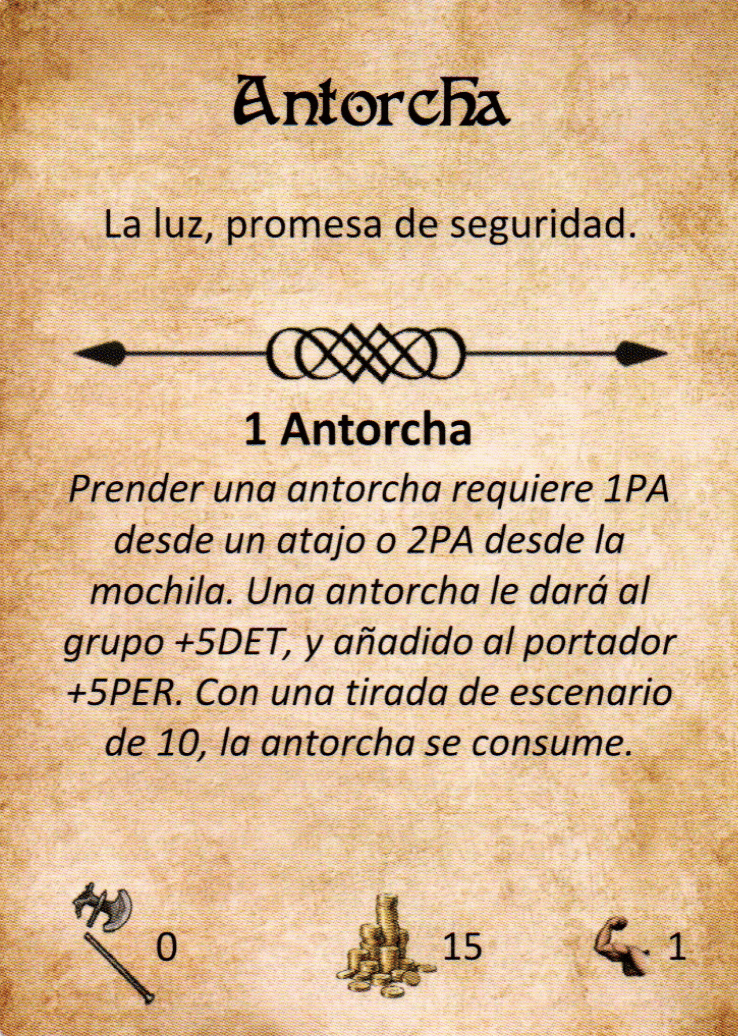 Antorcha
La luz, promesa de seguridad.
1 Antorcha
Prender una antorcha requiere 1PA
desde un atajo o 2PA desde la
mochila. Una antorcha le dará al
grupo +5DET, y añadido al portador
+5PER. Con una tirada de escenario
de 10, la antorcha se consume.
0 15 1